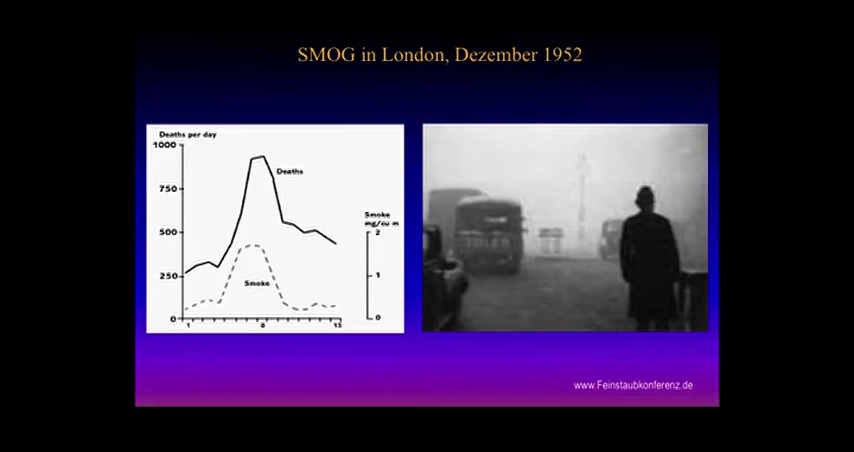 SMOG in London, Dezember 1952
Deaths per day
1000
750
500
250
0
Deaths
Smoke
1
15
Smoke
mg/cu m
2
1
0
www.Feinstaubkonferenz.de